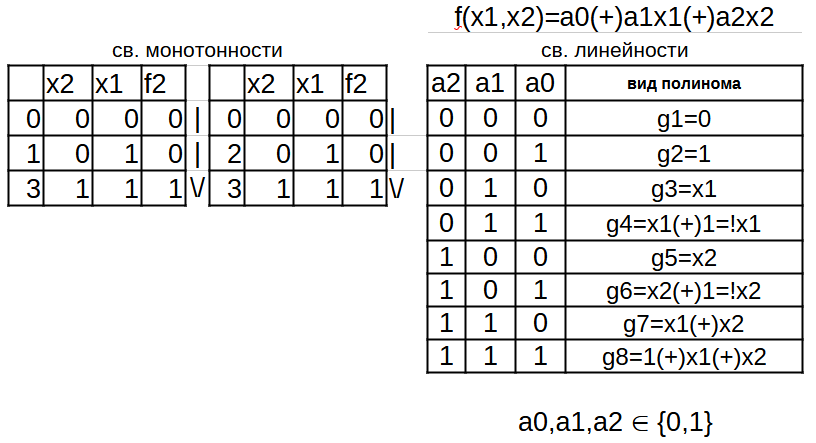 f(x1,x2)=a0(+)a1x1(+)a2x2
св. монотонности
св. линейности
x2 x1 f2
0 0 0 0 |
1 0 1 0 |
3 1 1 1 \/
x2 x1 f2
0 0 0 0 |
2 0 1 0 |
3 1 1 1 \/
a2 a1 a0 вид полинома
0 0 0 g1=0
0 0 1 g2=1
0 1 0 g3=x1
0 1 1 g4=x1(+)1=!x1
1 0 0 g5=x2
1 0 1 g6=x2(+)1=!x2
1 1 0 g7=x1(+)x2
1 1 1 g8=1(+)x1(+)x2
a0,a1,a2 ∈ {0,1}